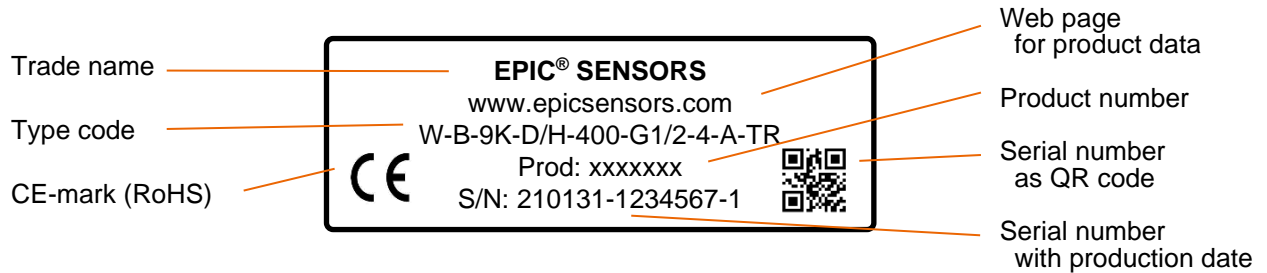 Trade name
Type code
CE-mark (RoHS)
EPIC® SENSORS
www.epicsensors.com
W-B-9K-D/H-400-G1/2-4-A-TR
Prod: xxxxxxx
S/N: 210131-1234567-1
CE
Web page
for product data
Product number
Serial number
as QR code
Serial number
with production date